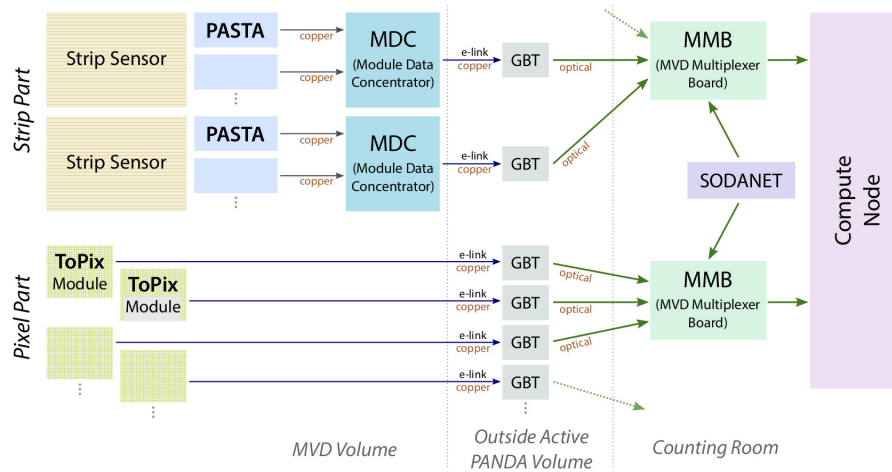 Strip Part
Strip Sensor
PASTA
copper
copper
MDC
(Module Data
Concentrator)
e-link
copper
GBT
optical
MMB
(MVD Multiplexer
Board)
Strip Sensor
PASTA
copper
copper
MDC
(Module Data
Concentrator)
e-link
copper
GBT
optical
SODANET
Compute
Node
Pixel Part
ToPix
Module
ToPix
Module
e-link
copper
GBT
optical
e-link
copper
GBT
optical
e-link
copper
GBT
optical
e-link
copper
GBT
MMB
(MVD Multiplexer
Board)
MVD Volume
Outside Active
PANDA Volume
Counting Room